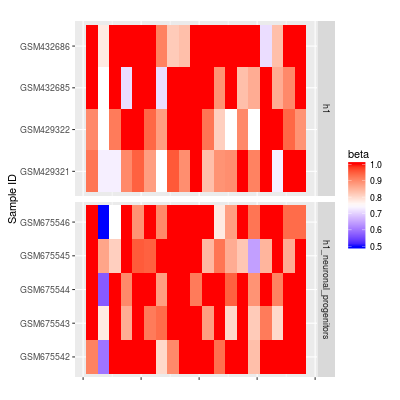 GSM432686
GSM432685
GSM429322
GSM429321
h1
GSM675546
GSM675545
GSM675544
GSM675543
GSM675542
h1_neuronal_progenitors
Sample ID
beta
1.0
0.9
0.8
0.7
0.6
0.5